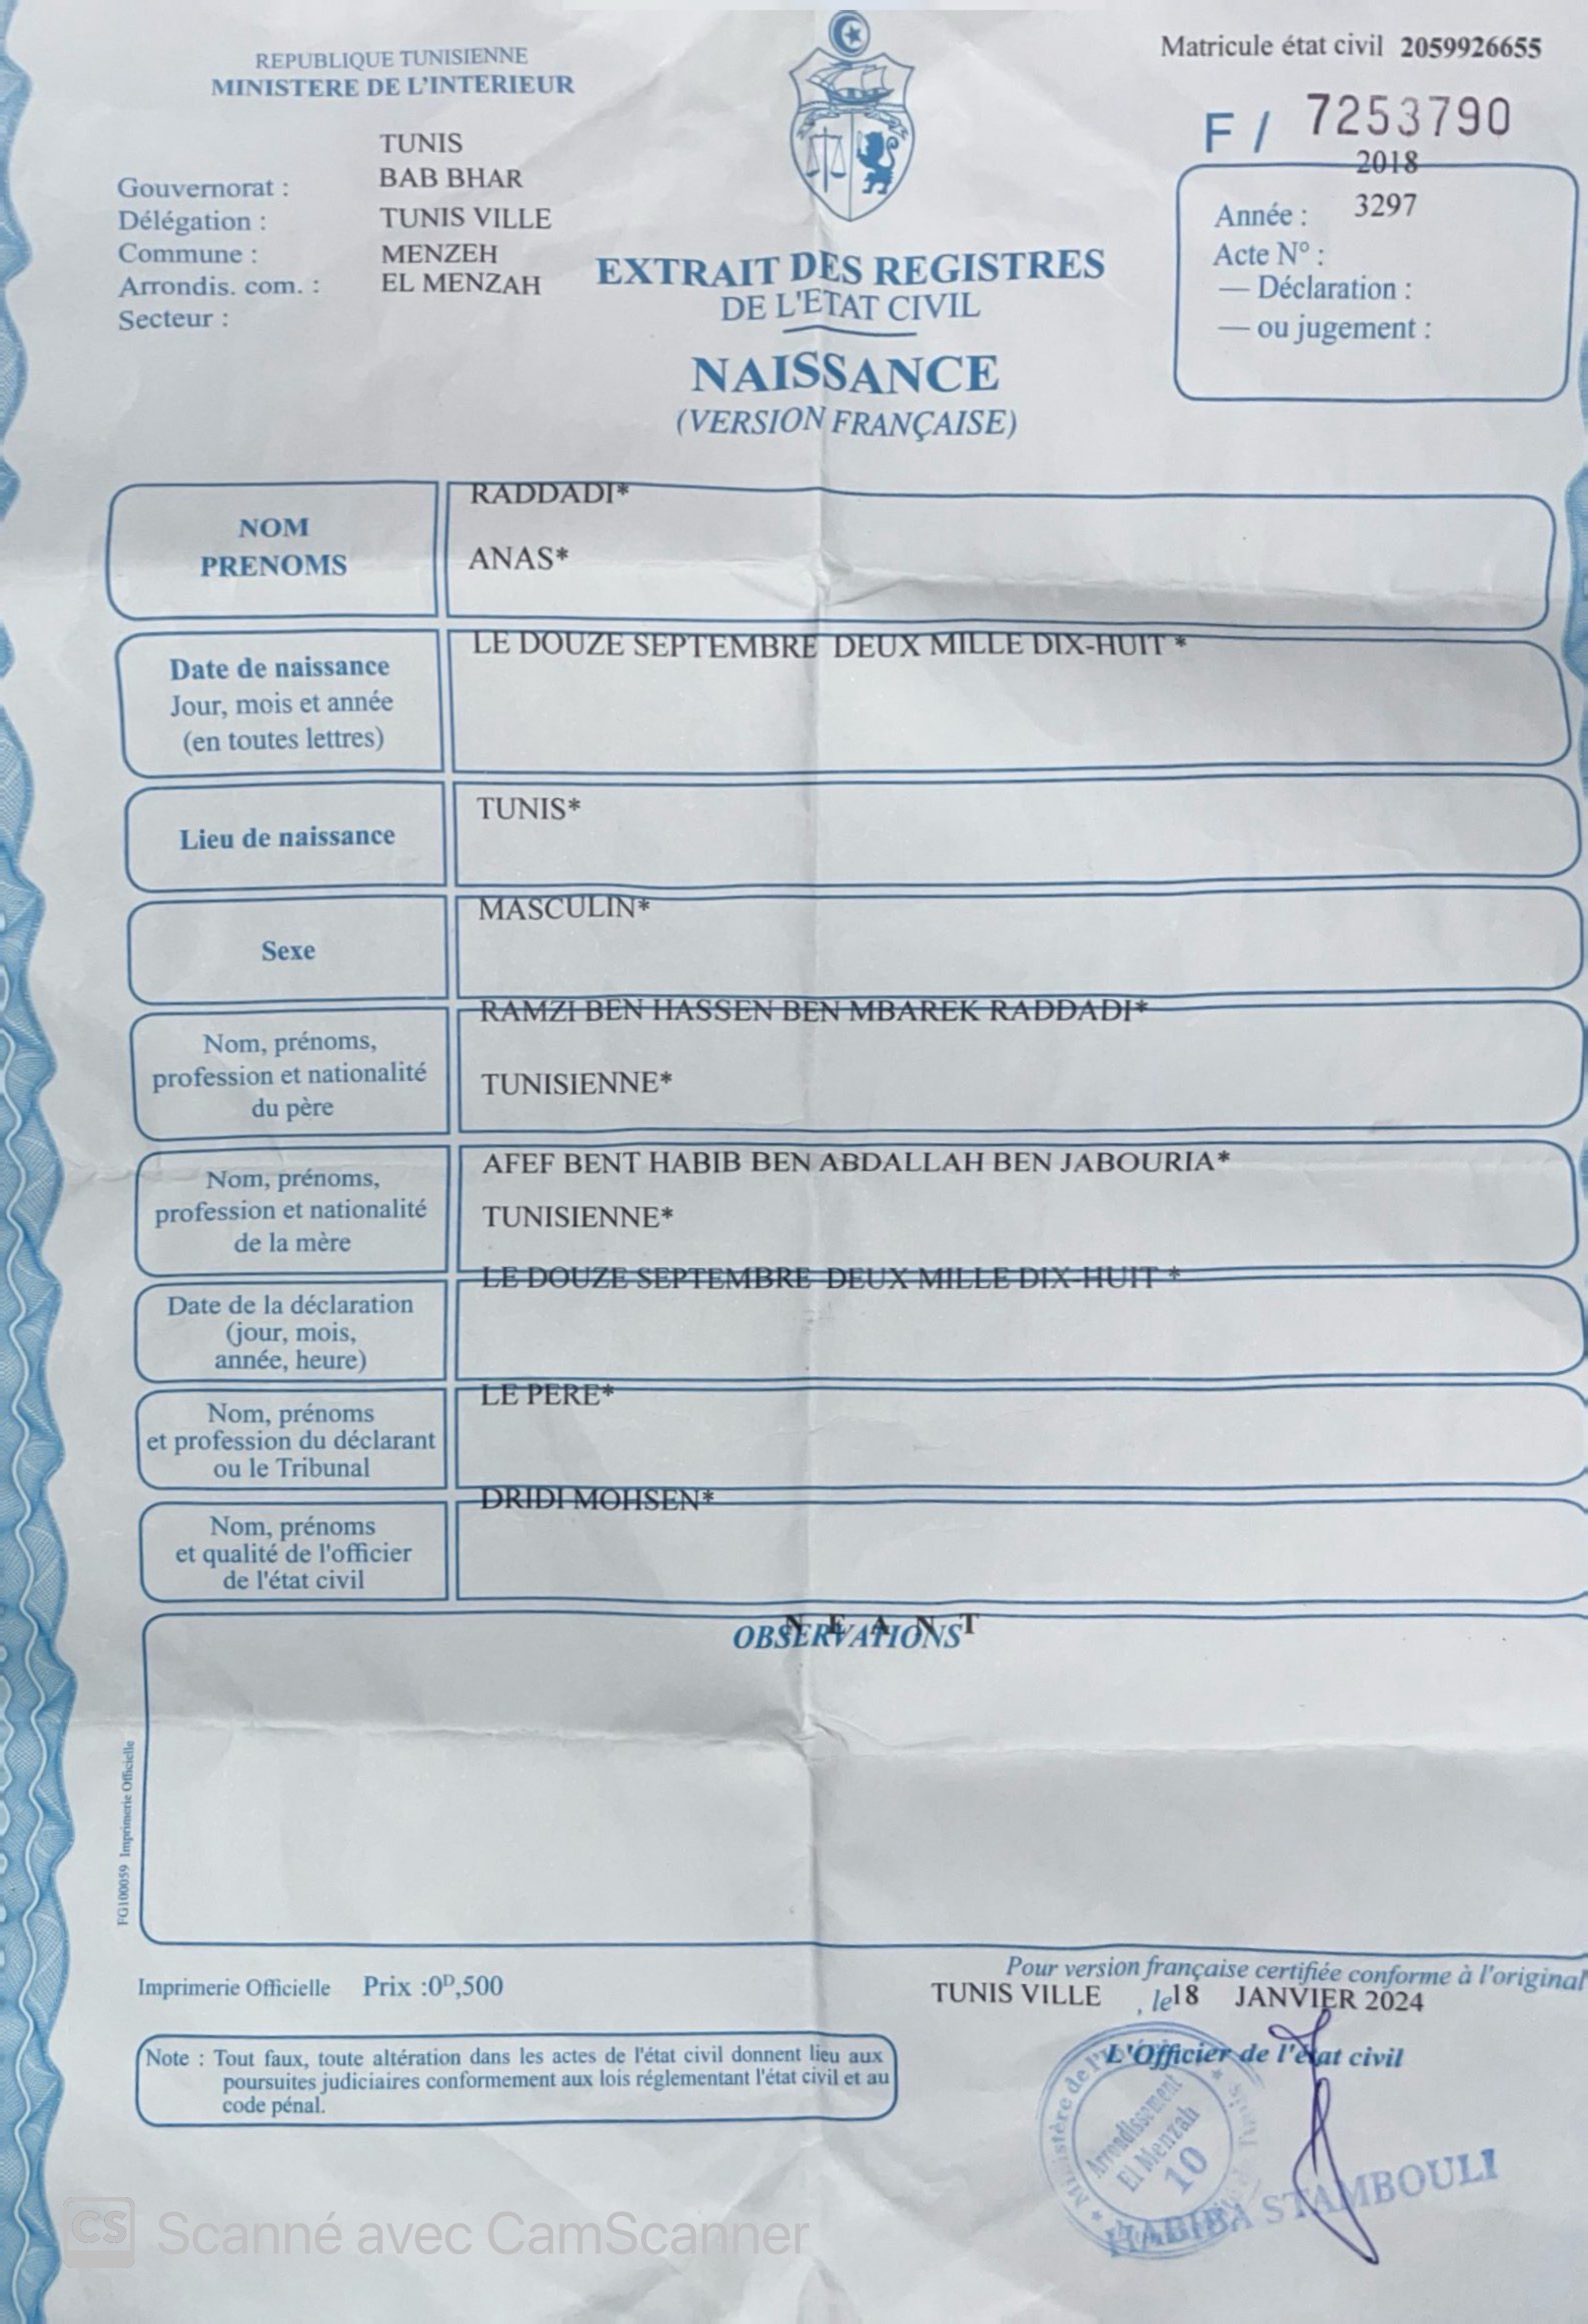 REPUBLIQUE TUNISIENNE
MINISTERE DE L'INTERIEUR
Matricule état civil 2059926655
F / 7253790
TUNIS
Gouvernorat : BAB BHAR
Délégation : TUNIS VILLE
Commune : MENZEH
Arrondis. com. : EL MENZAH
Secteur :
2018
Année : 3297
Acte N° :
— Déclaration :
— ou jugement :
EXTRAIT DES REGISTRES
DE L'ETAT CIVIL
NAISSANCE
(VERSION FRANÇAISE)
NOM
PRENOMS
RADDADI*
ANAS*
Date de naissance
Jour, mois et année
(en toutes lettres)
LE DOUZE SEPTEMBRE DEUX MILLE DIX-HUIT *
Lieu de naissance
TUNIS*
Sexe
MASCULIN*
Nom, prénoms,
profession et nationalité
du père
RAMZI BEN HASSEN BEN MBAREK RADDADI*
TUNISIENNE*
Nom, prénoms,
profession et nationalité
de la mère
AFEF BENT HABIB BEN ABDALLAH BEN JABOURIA*
TUNISIENNE*
Date de la déclaration
(jour, mois,
année, heure)
LE DOUZE SEPTEMBRE DEUX MILLE DIX-HUIT *
Nom, prénoms
et profession du déclarant
ou le Tribunal
LE PERE*
Nom, prénoms
et qualité de l'officier
de l'état civil
DRIDI MOHSEN*
N E A N T
OBSERVATIONS
FG100059 Imprimerie Officielle
Imprimerie Officielle Prix :0D,500
Pour version française certifiée conforme à l'original
TUNIS VILLE , le 18 JANVIER 2024
L'Officier de l'état civil
Note : Tout faux, toute altération dans les actes de l'état civil donnent lieu aux
poursuites judiciaires conformement aux lois réglementant l'état civil et au
code pénal.
Ministère de
Arrondissement
El Menzah
10
HABIBA STAMBOULI
CS Scanné avec CamScanner